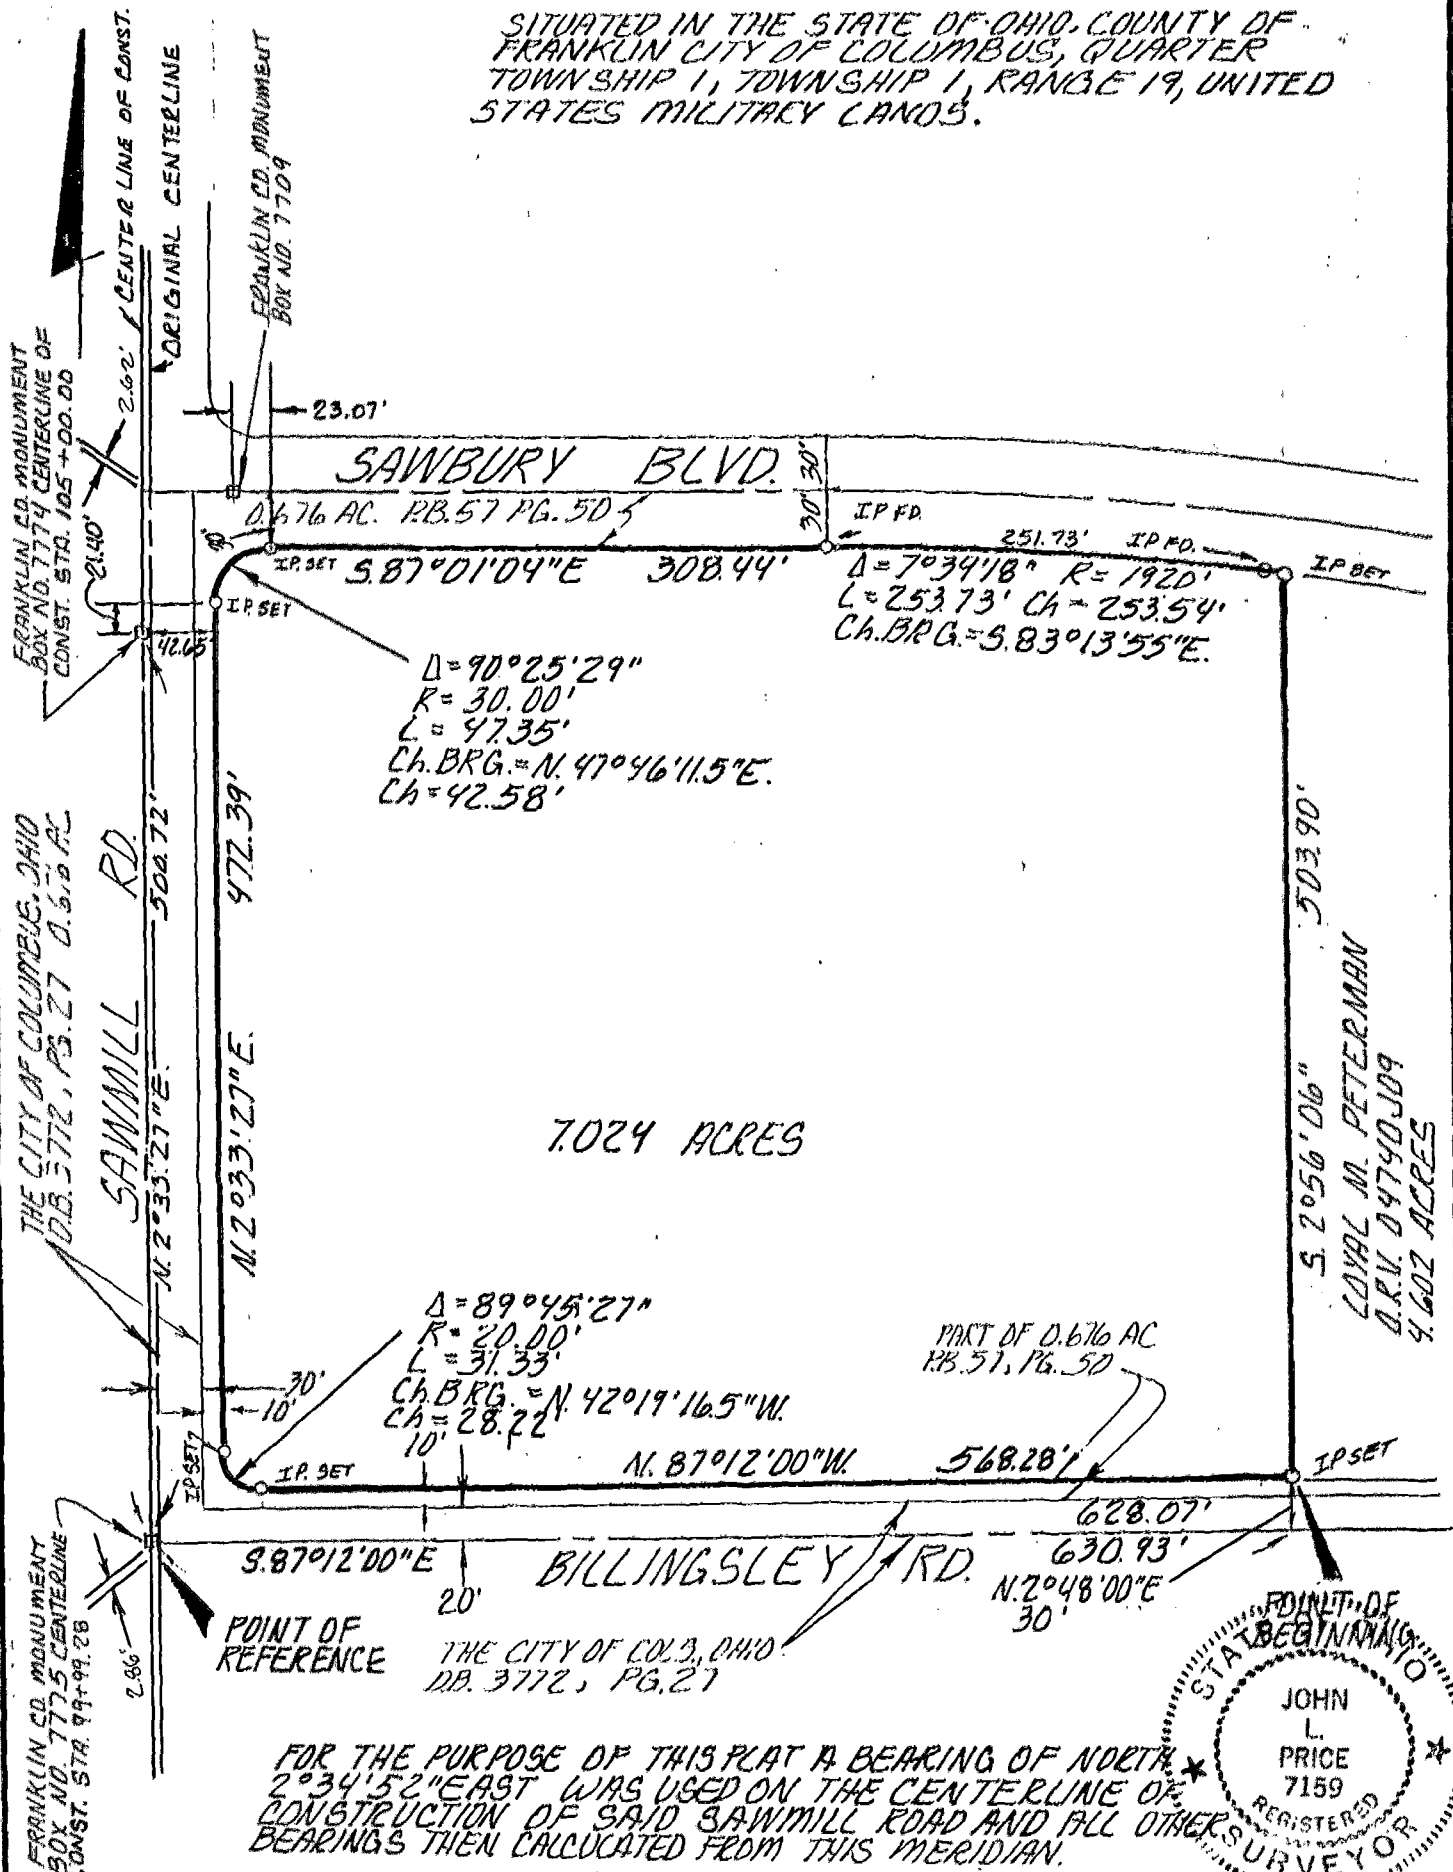 SITUATED IN THE STATE OF OHIO, COUNTY OF
FRANKLIN CITY OF COLUMBUS, QUARTER
TOWNSHIP 1, TOWNSHIP 1, RANGE 19, UNITED
STATES MILITARY LANDS.
CENTER LINE OF CONST.
2.62'
ORIGINAL CENTERLINE
FRANKLIN CO. MONUMENT
BOX NO. 7709
FRANKLIN CO. MONUMENT
BOX NO. 7774 CENTERLINE OF
CONST. STA. 105+00.00
21.40'
23.07'
SAWBURY BLVD.
30' 30'
0.676 AC. P.B.57 PG.50
I.P. FD.
251.73' I.P. FD.
I.P. SET
30'
I.P. SET S.87°01'04"E 308.44'
Δ=7°34'18" R=1920'
L=253.73' Ch=253.54'
Ch.BRG.=S.83°13'55"E.
I.P. SET
42.65'
Δ=90°25'29"
R=30.00'
L=47.35'
Ch.BRG.=N.47°46'11.5"E.
Ch=42.58'
THE CITY OF COLUMBUS, OHIO
D.B.3772, PG.27 0.676 AC
SAWMILL RD.
N.2°33'27"E. 500.72'
N.2°33'27"E. 472.39'
7.024 ACRES
S.2°56'06" 503.90'
LOYAL M. PETERMAN
O.R.V. 04740J09
4.602 ACRES
Δ=89°45'27"
R=20.00'
L=31.33'
Ch.BRG.=N.42°19'16.5"W.
Ch=28.22'
PART OF 0.676 AC
P.B.57, PG.50
30'
10'
10'
I.P. SET
I.P. SET
N.87°12'00"W. 568.28'
I.P. SET
628.07'
S.87°12'00"E BILLINGSLEY RD. 630.93'
20'
N.2°48'00"E
30'
POINT OF
REFERENCE
THE CITY OF COLS., OHIO
D.B. 3772, PG.27
POINT OF
BEGINNING
FRANKLIN CO. MONUMENT
BOX NO. 7775 CENTERLINE
CONST. STA. 99+99.28
2.86'
STATE OF OHIO
JOHN
L.
PRICE
7159
REGISTERED
SURVEYOR
FOR THE PURPOSE OF THIS PLAT A BEARING OF NORTH
2°34'52"EAST WAS USED ON THE CENTERLINE OF
CONSTRUCTION OF SAID SAWMILL ROAD AND ALL OTHER
BEARINGS THEN CALCULATED FROM THIS MERIDIAN.